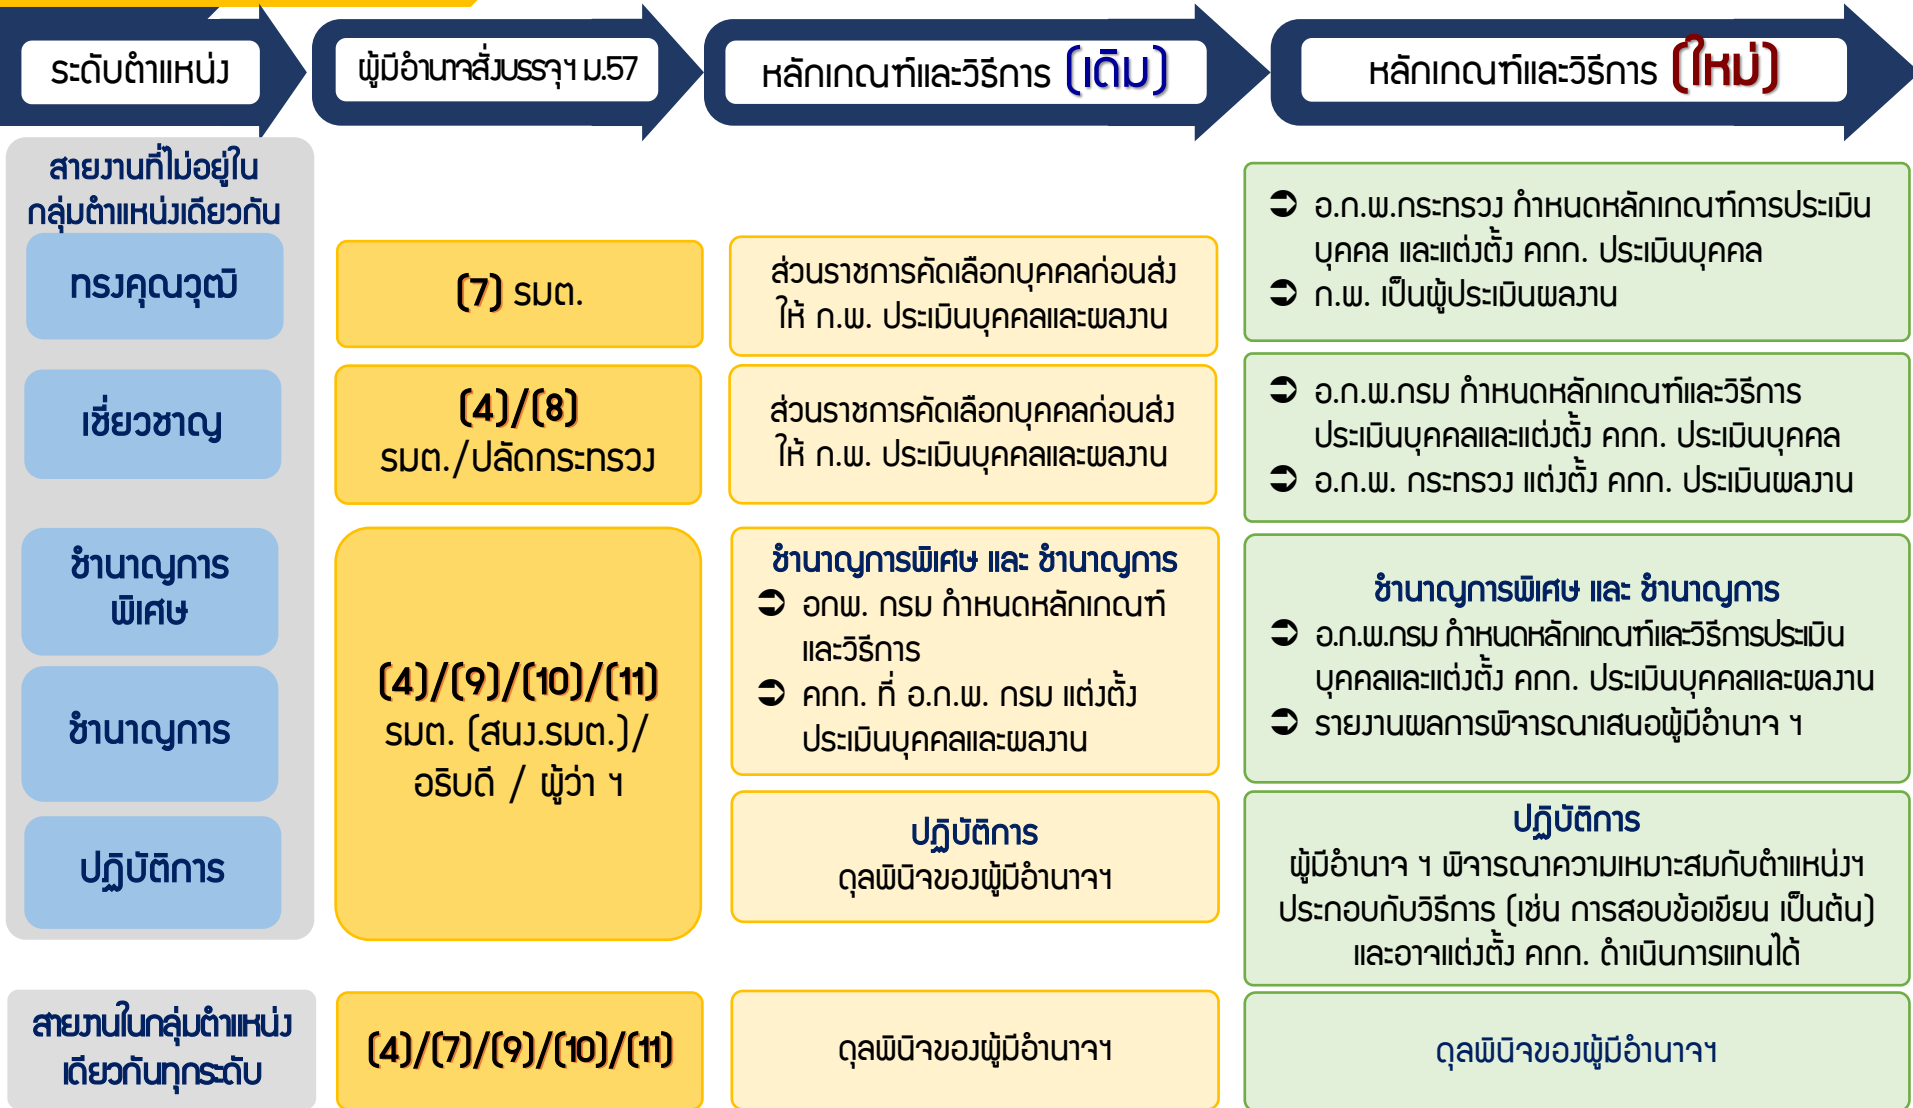 ระดับตำแหน่ง
ผู้มีอำนาจสั่งบรรจุฯ ม.57
หลักเกณฑ์และวิธีการ (เดิม)
หลักเกณฑ์และวิธีการ (ใหม่)
สายงานที่ไม่อยู่ใน
กลุ่มตำแหน่งเดียวกัน
ทรงคุณวุฒิ
(7) รมต.
ส่วนราชการคัดเลือกบุคคลก่อนส่ง
ให้ ก.พ. ประเมินบุคคลและผลงาน
➲ อ.ก.พ.กระทรวง กำหนดหลักเกณฑ์การประเมิน
บุคคล และแต่งตั้ง คกก. ประเมินบุคคล
➲ ก.พ. เป็นผู้ประเมินผลงาน
เชี่ยวชาญ
(4)/(8)
รมต./ปลัดกระทรวง
ส่วนราชการคัดเลือกบุคคลก่อนส่ง
ให้ ก.พ. ประเมินบุคคลและผลงาน
➲ อ.ก.พ.กรม กำหนดหลักเกณฑ์และวิธีการ
ประเมินบุคคลและแต่งตั้ง คกก. ประเมินบุคคล
➲ อ.ก.พ. กระทรวง แต่งตั้ง คกก. ประเมินผลงาน
ชำนาญการ
พิเศษ
ชำนาญการ
ปฏิบัติการ
(4)/(9)/(10)/(11)
รมต. (สนง.รมต.)/
อธิบดี / ผู้ว่า ฯ
ชำนาญการพิเศษ และ ชำนาญการ
➲ อกพ. กรม กำหนดหลักเกณฑ์
และวิธีการ
➲ คกก. ที่ อ.ก.พ. กรม แต่งตั้ง
ประเมินบุคคลและผลงาน
ชำนาญการพิเศษ และ ชำนาญการ
➲ อ.ก.พ.กรม กำหนดหลักเกณฑ์และวิธีการประเมิน
บุคคลและแต่งตั้ง คกก. ประเมินบุคคลและผลงาน
➲ รายงานผลการพิจารณาเสนอผู้มีอำนาจ ฯ
ปฏิบัติการ
ดุลพินิจของผู้มีอำนาจฯ
ปฏิบัติการ
ผู้มีอำนาจ ฯ พิจารณาความเหมาะสมกับตำแหน่งฯ
ประกอบกับวิธีการ (เช่น การสอบข้อเขียน เป็นต้น)
และอาจแต่งตั้ง คกก. ดำเนินการแทนได้
สายงานในกลุ่มตำแหน่ง
เดียวกันทุกระดับ
(4)/(7)/(9)/(10)/(11)
ดุลพินิจของผู้มีอำนาจฯ
ดุลพินิจของผู้มีอำนาจฯ